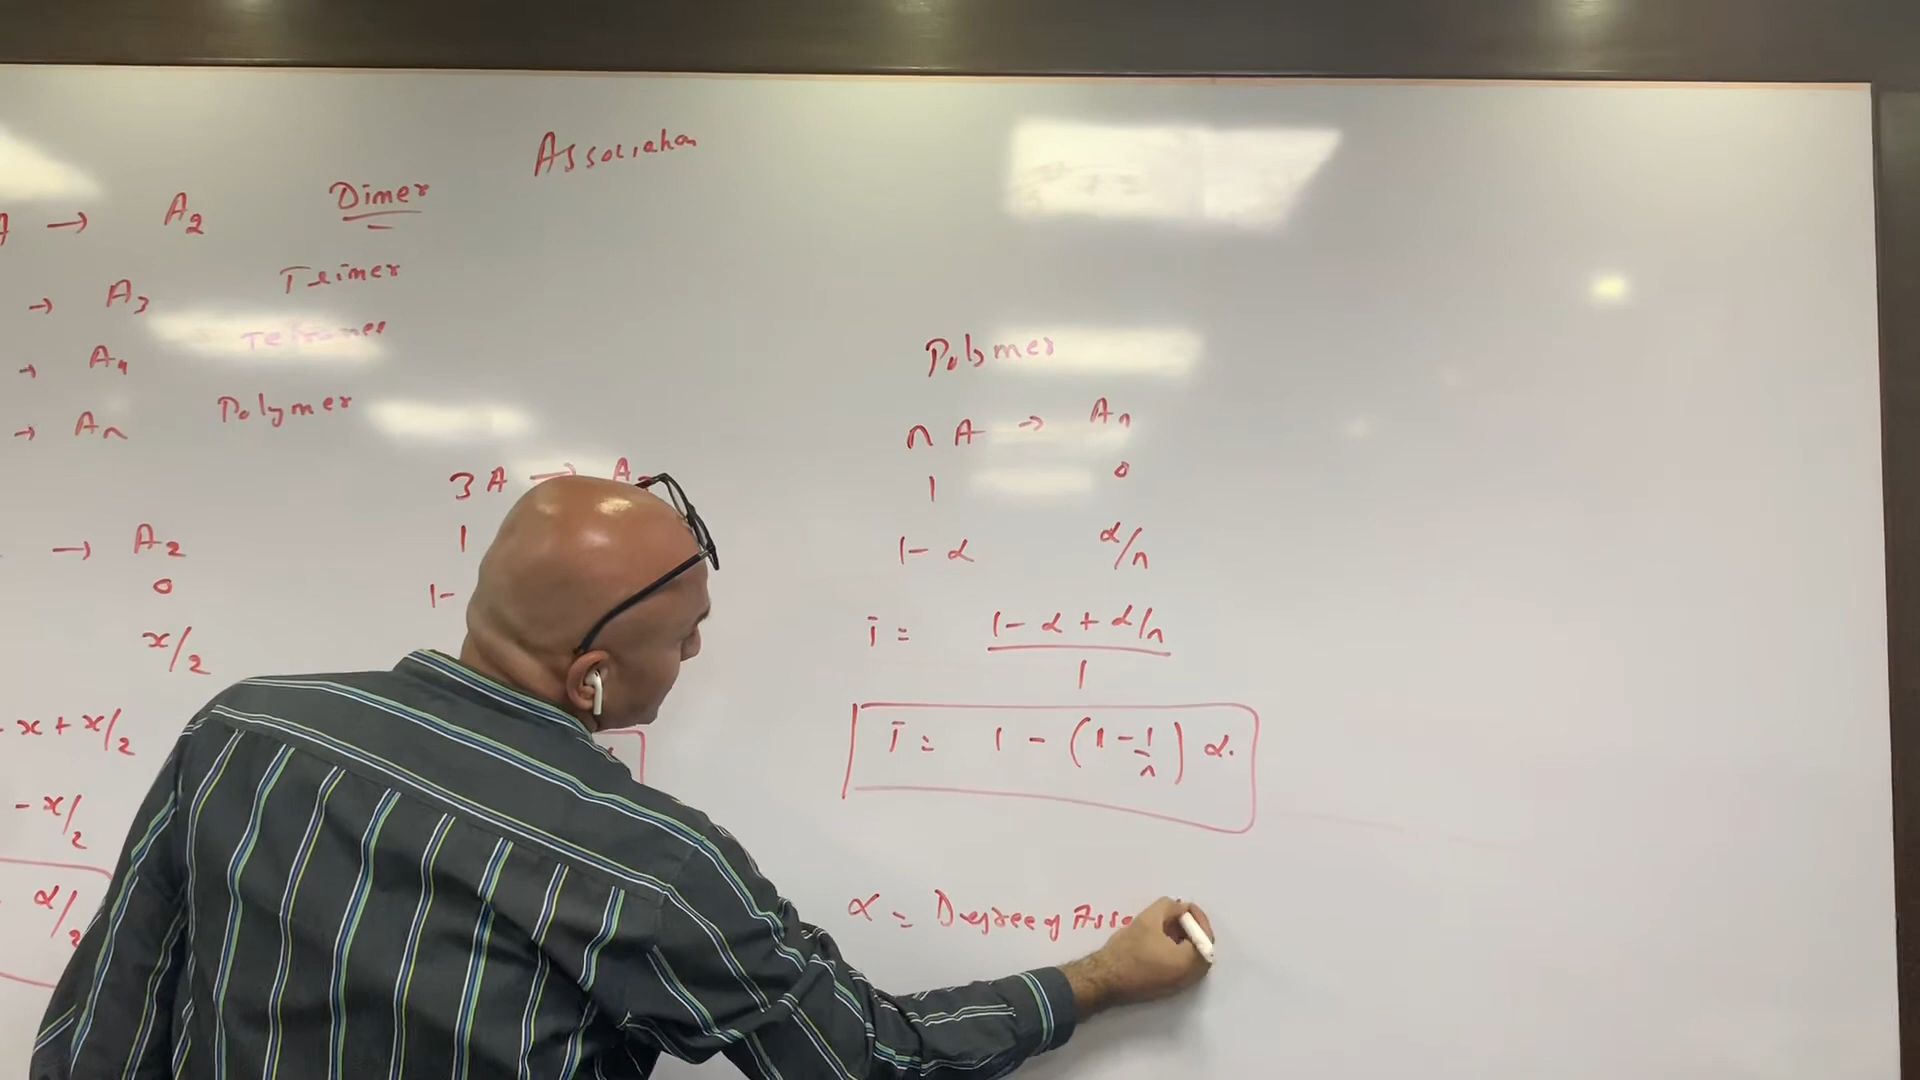 Association
A → A2 Dimer
→ A3 Trimer
→ A4 Tetramer
→ An Polymer
→ A2
0
x/2
- x + x/2
- x/2
α/2
3A → A
1
1-
Polymer
n A → An
1 0
1- α α/n
i = 1- α + α/n
1
i = 1 - (1 - 1/n) α.
α = Degree of Asso